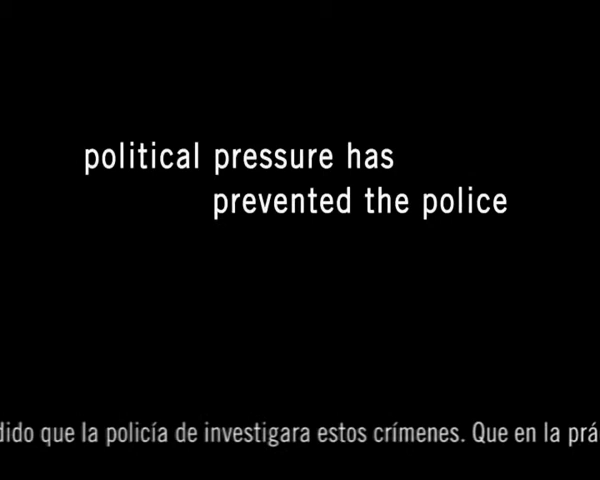 political pressure has
prevented the police
dido que la policía de investigara estos crímenes. Que en la prá